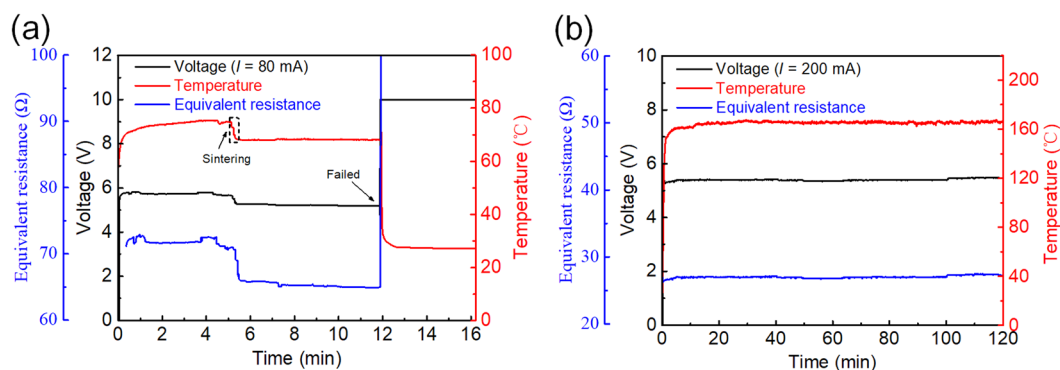 (a)
Equivalent resistance (Ω)
100
90
80
70
60
Voltage (V)
12
10
8
6
4
2
0
Voltage (I = 80 mA)
Temperature
Equivalent resistance
Sintering
Failed
0 2 4 6 8 10 12 14 16
Time (min)
100
80
60
40
20
0
Temperature (℃)
(b)
Equivalent resistance (Ω)
60
50
40
30
20
Voltage (V)
10
8
6
4
2
0
Voltage (I = 200 mA)
Temperature
Equivalent resistance
0 20 40 60 80 100 120
Time (min)
200
160
120
80
40
0
Temperature (℃)